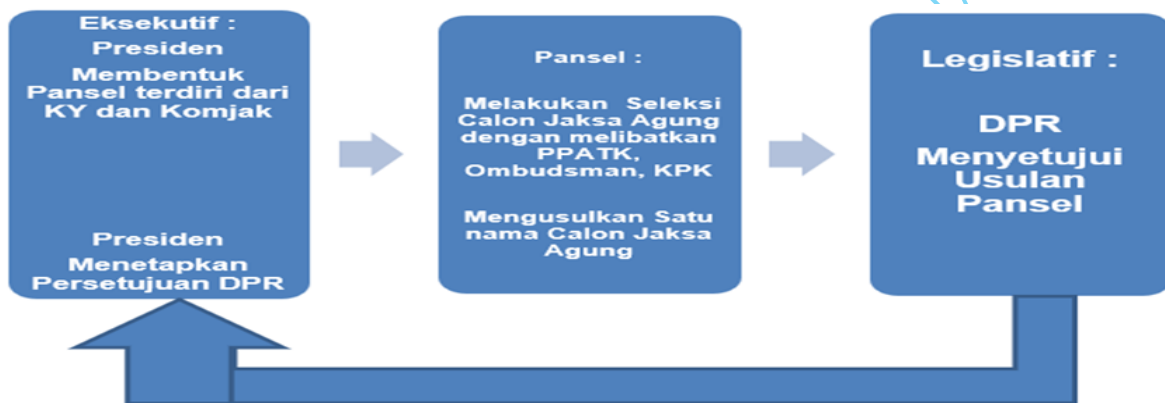 Eksekutif :
Presiden
Membentuk
Pansel terdiri dari
KY dan Komjak
Presiden
Menetapkan
Persetujuan DPR
Pansel :
Melakukan Seleksi
Calon Jaksa Agung
dengan melibatkan
PPATK,
Ombudsman, KPK
Mengusulkan Satu
nama Calon Jaksa
Agung
Legislatif :
DPR
Menyetujui
Usulan
Pansel